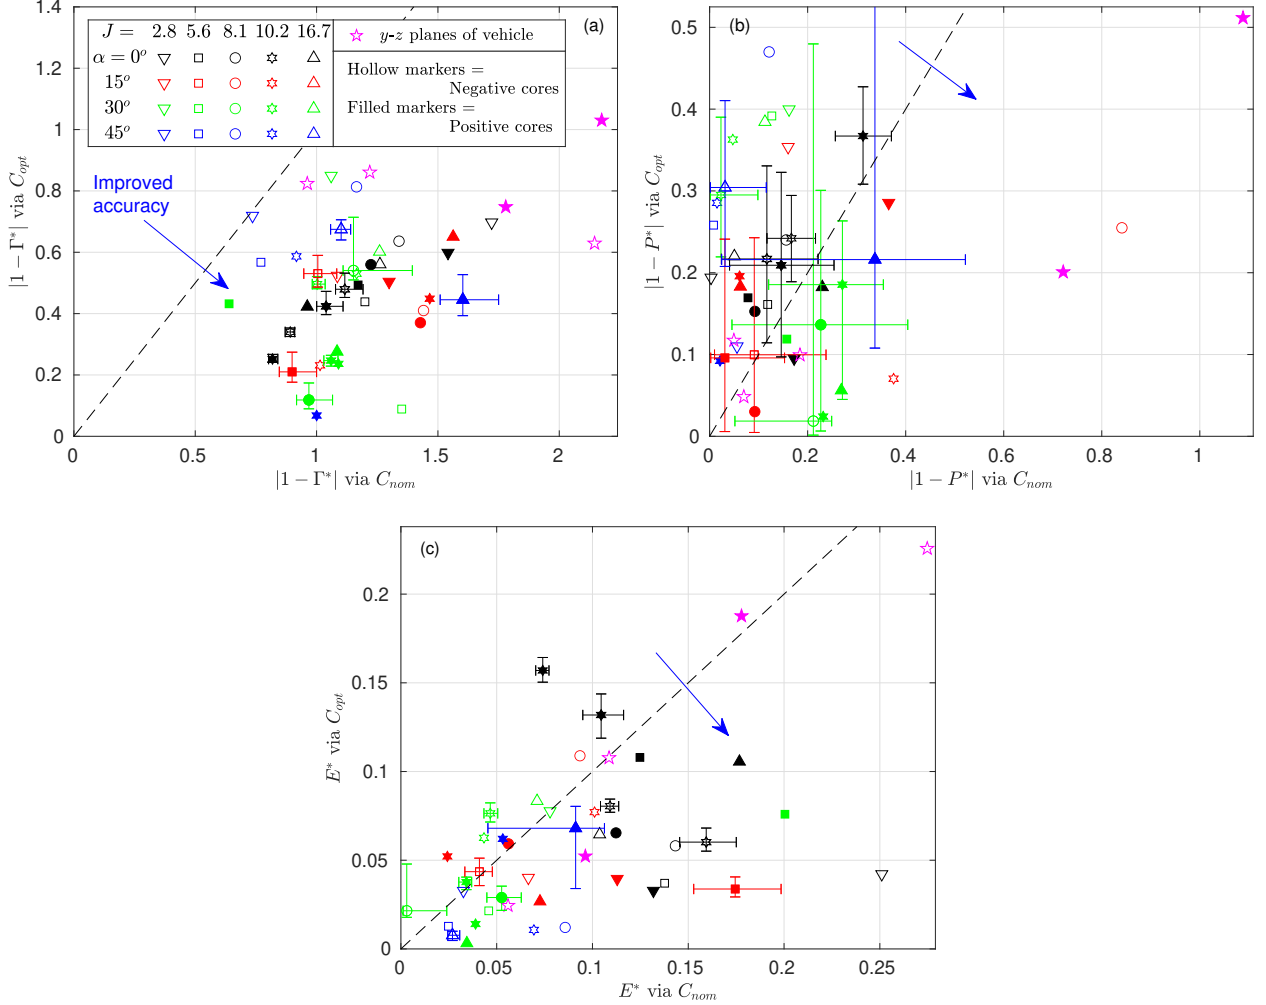 1.4
1.2
1
0.8
0.6
0.4
0.2
0
J = 2.8 5.6 8.1 10.2 16.7
α = 0°
15°
30°
45°
y-z planes of vehicle
Hollow markers =
Negative cores
Filled markers =
Positive cores
(a)
Improved
accuracy
|1 − Γ*| via C_opt
0 0.5 1 1.5 2
|1 − Γ*| via C_nom
(b)
0.5
0.4
0.3
0.2
0.1
0
|1 − P*| via C_opt
0 0.2 0.4 0.6 0.8 1
|1 − P*| via C_nom
(c)
0.2
0.15
0.1
0.05
0
E* via C_opt
0 0.05 0.1 0.15 0.2 0.25
E* via C_nom